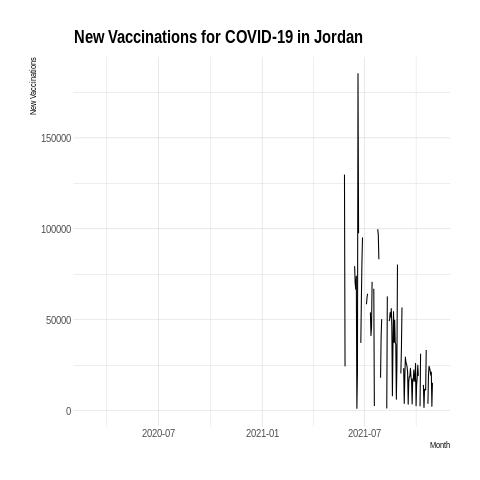 New Vaccinations for COVID-19 in Jordan
New Vaccinations
150000
100000
50000
0
2020-07 2021-01 2021-07
Month